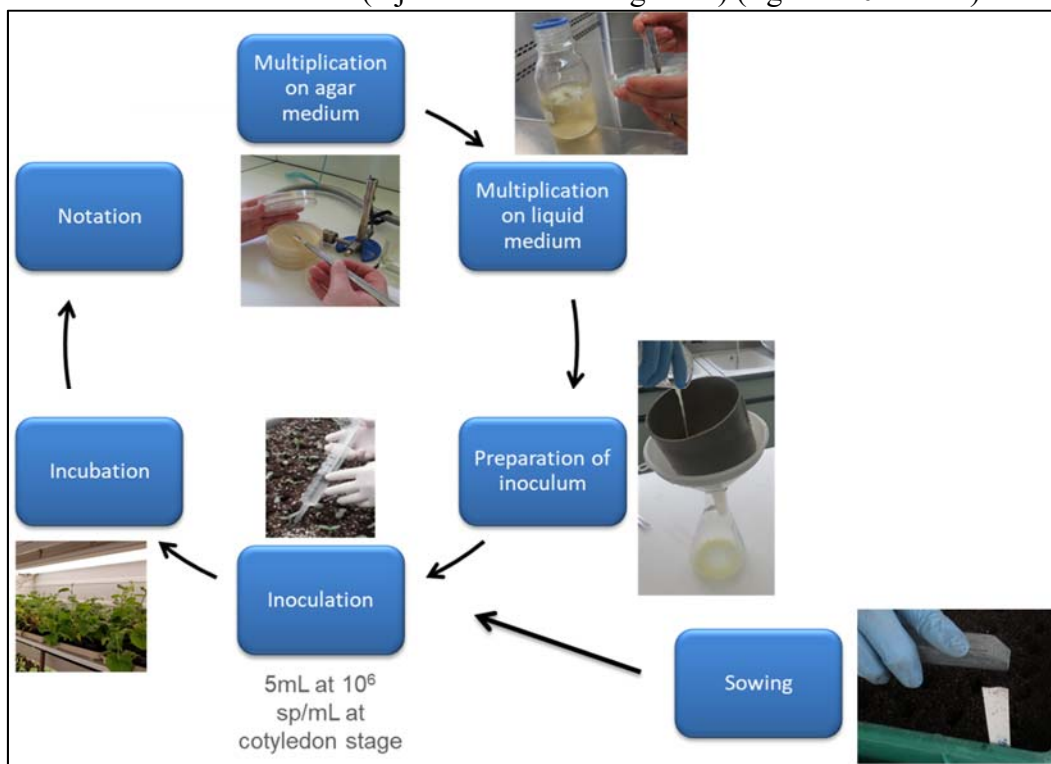 Multiplication
on agar
medium
Multiplication
on liquid
medium
Notation
Preparation of
inoculum
Incubation
Inoculation
5mL at 10⁶
sp/mL at
cotyledon stage
Sowing